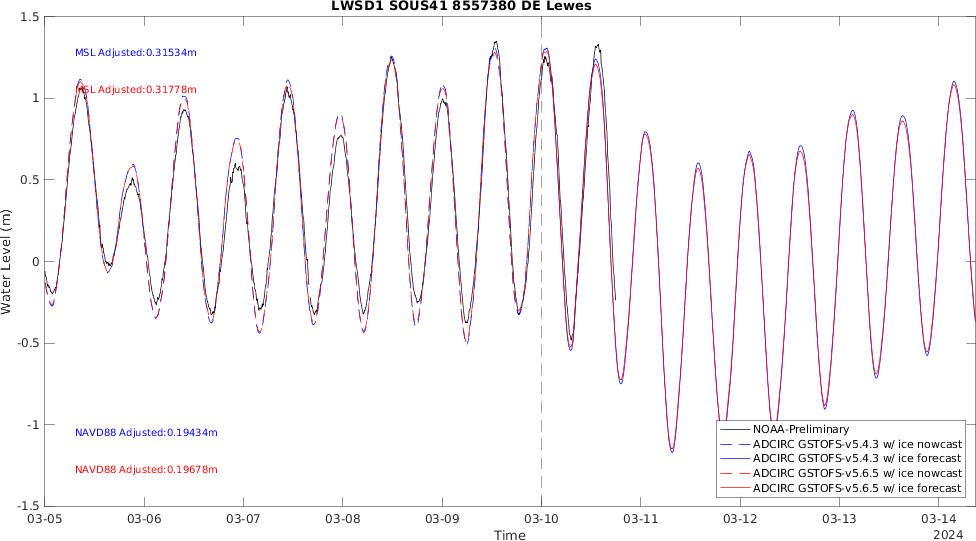 LWSD1 SOUS41 8557380 DE Lewes
1.5
MSL Adjusted:0.31534m
MSL Adjusted:0.31778m
1
0.5
0
Water Level (m)
-0.5
-1
NAVD88 Adjusted:0.19434m
NAVD88 Adjusted:0.19678m
-1.5
NOAA-Preliminary
ADCIRC GSTOFS-v5.4.3 w/ ice nowcast
ADCIRC GSTOFS-v5.4.3 w/ ice forecast
ADCIRC GSTOFS-v5.6.5 w/ ice nowcast
ADCIRC GSTOFS-v5.6.5 w/ ice forecast
03-05 03-06 03-07 03-08 03-09 03-10 03-11 03-12 03-13 03-14
Time
2024